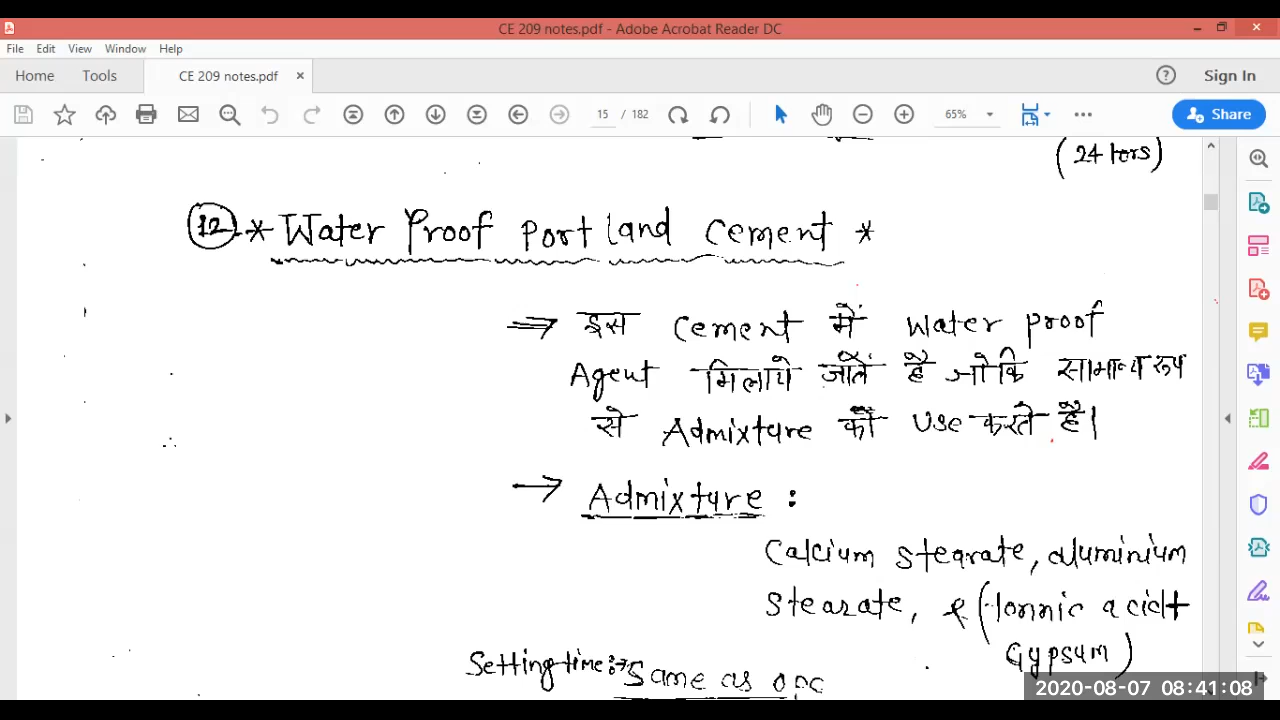 CE 209 notes.pdf - Adobe Acrobat Reader DC
File Edit View Window Help
Home Tools CE 209 notes.pdf × Sign In
15 / 182 65% Share
(24 hrs)
12 * Water Proof Portland Cement *
⇒ इस Cement में Water proof
Agent मिलाये जातें है जोकि सामान्य रूप
से Admixture को use करते है।
→ Admixture :
Calcium stearate, aluminium
stearate, & (Tannic acid +
Gypsum)
Setting time :→ Same as opc
2020-08-07 08:41:08